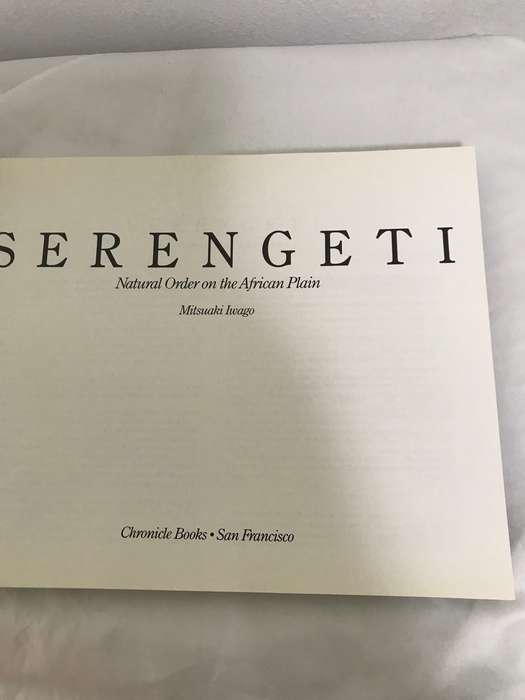 SERENGETI
Natural Order on the African Plain
Mitsuaki Iwago
Chronicle Books • San Francisco